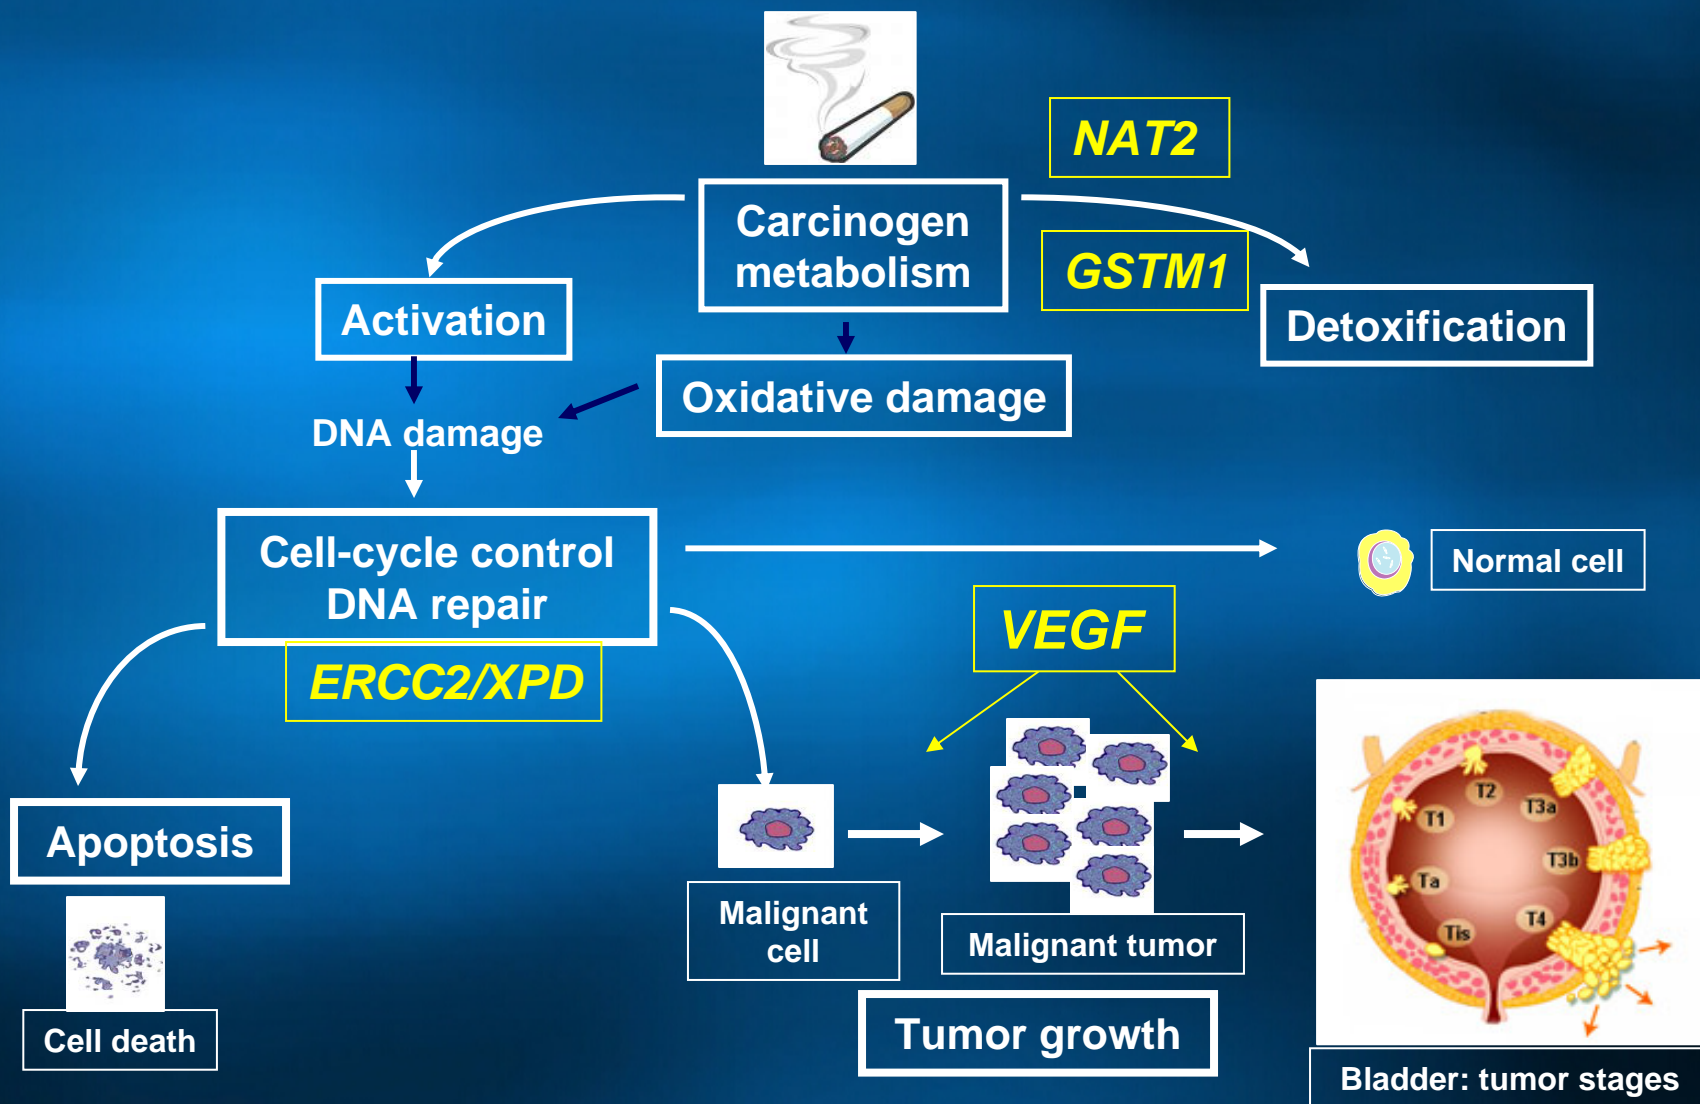 NAT2
Carcinogen
metabolism
GSTM1
Activation
Detoxification
Oxidative damage
DNA damage
Cell-cycle control
DNA repair
Normal cell
ERCC2/XPD
VEGF
T2
T3a
T1
T3b
Ta
T4
Tis
Apoptosis
Malignant
cell
Malignant tumor
Cell death
Tumor growth
Bladder: tumor stages